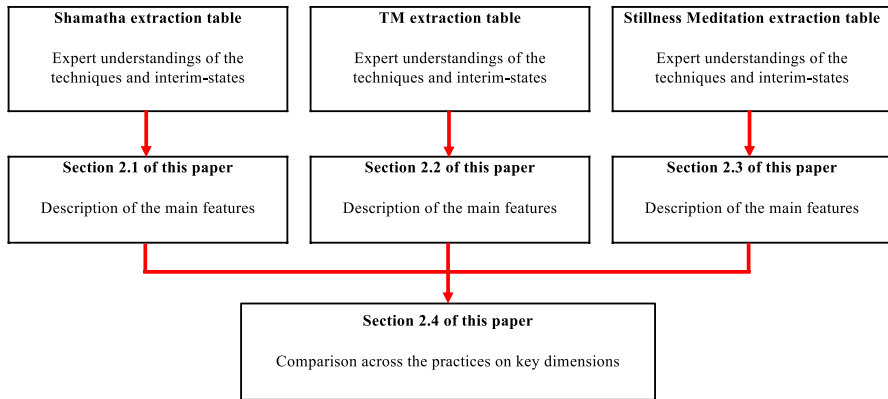 Shamatha extraction table
Expert understandings of the
techniques and interim-states
TM extraction table
Expert understandings of the
techniques and interim-states
Stillness Meditation extraction table
Expert understandings of the
techniques and interim-states
Section 2.1 of this paper
Description of the main features
Section 2.2 of this paper
Description of the main features
Section 2.3 of this paper
Description of the main features
Section 2.4 of this paper
Comparison across the practices on key dimensions